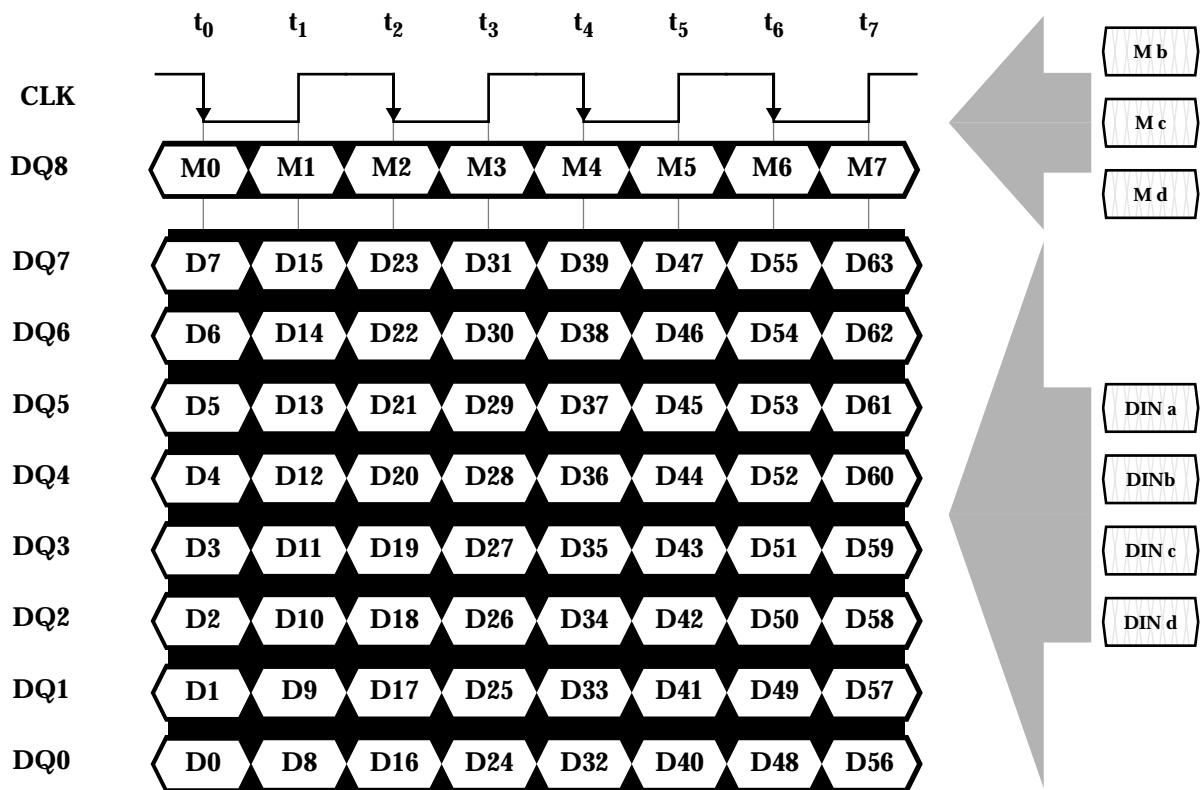 t0 t1 t2 t3 t4 t5 t6 t7
M b
CLK
M c
DQ8 M0 M1 M2 M3 M4 M5 M6 M7
M d
DQ7 D7 D15 D23 D31 D39 D47 D55 D63
DQ6 D6 D14 D22 D30 D38 D46 D54 D62
DQ5 D5 D13 D21 D29 D37 D45 D53 D61 DIN a
DQ4 D4 D12 D20 D28 D36 D44 D52 D60 DINb
DQ3 D3 D11 D19 D27 D35 D43 D51 D59 DIN c
DQ2 D2 D10 D18 D26 D34 D42 D50 D58 DIN d
DQ1 D1 D9 D17 D25 D33 D41 D49 D57
DQ0 D0 D8 D16 D24 D32 D40 D48 D56